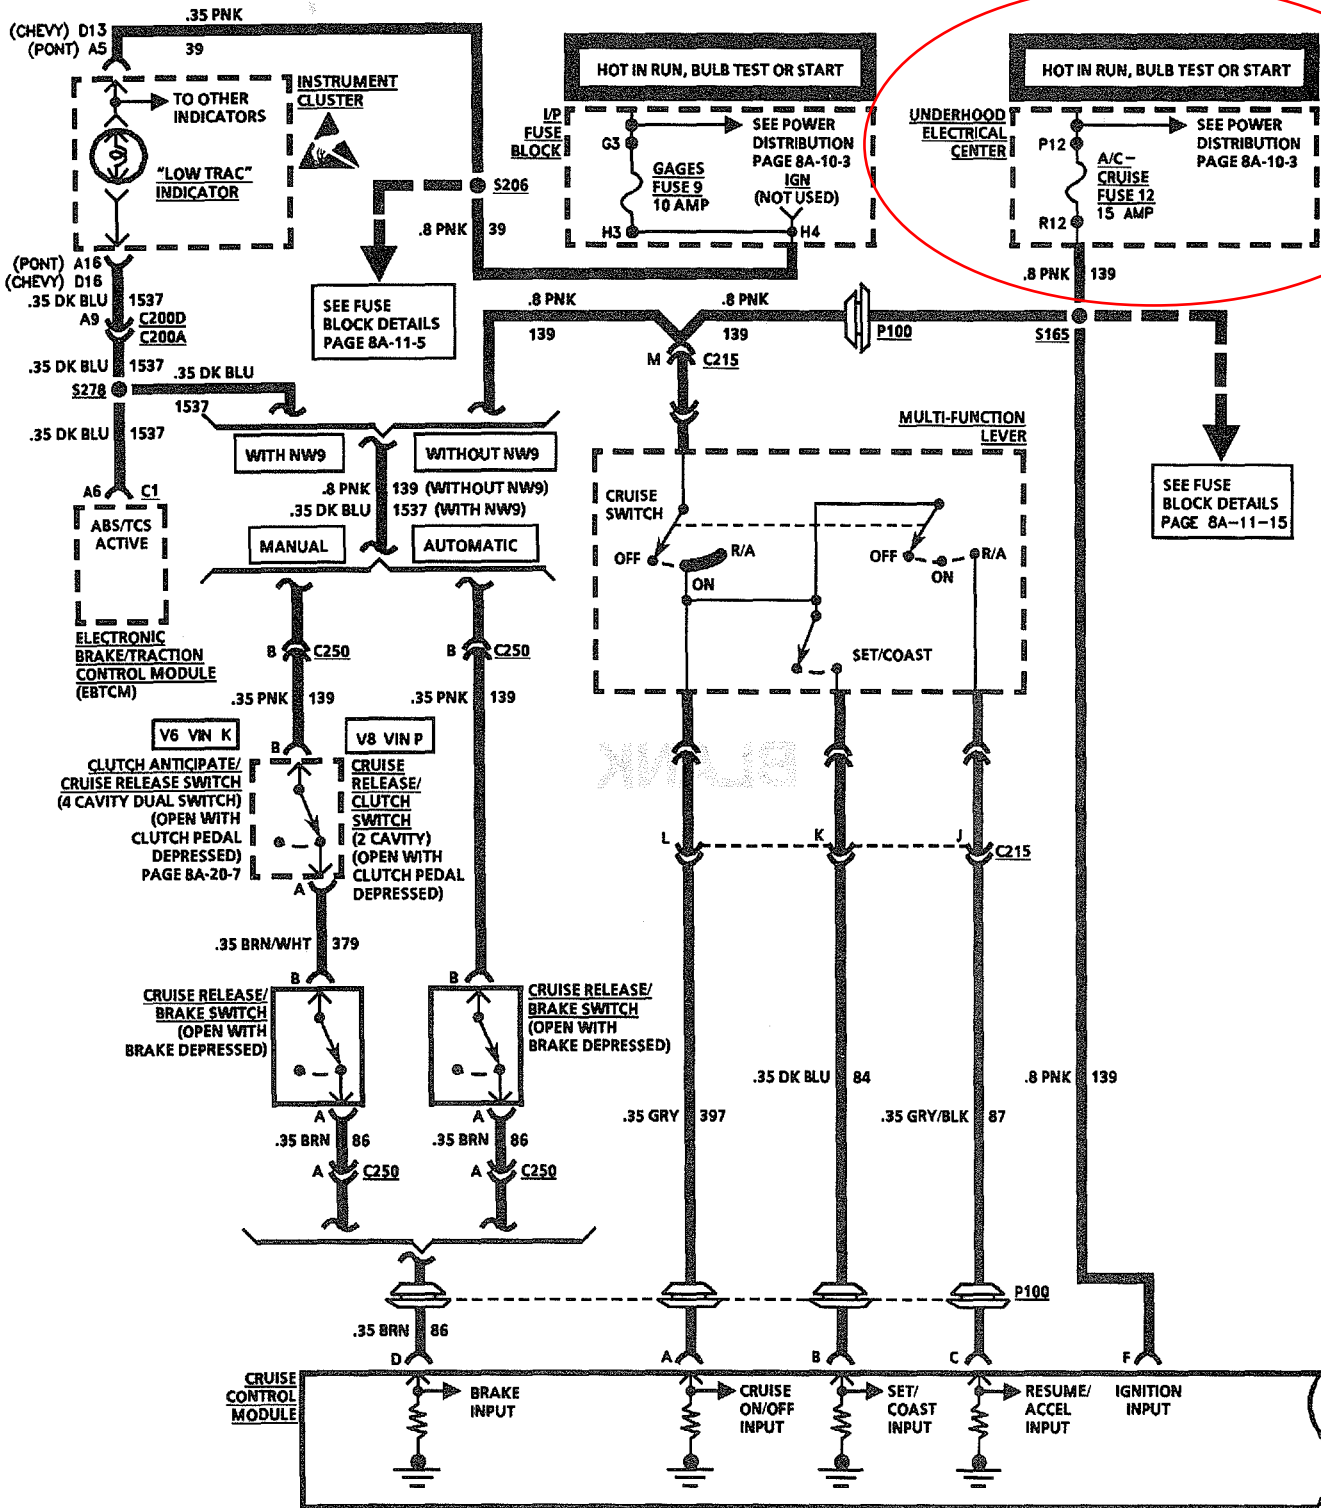 .35 PNK
(CHEVY) D13
(PONT) A5
39
HOT IN RUN, BULB TEST OR START
HOT IN RUN, BULB TEST OR START
TO OTHER
INDICATORS
INSTRUMENT
CLUSTER
"LOW TRAC"
INDICATOR
I/P
FUSE
BLOCK
G3
SEE POWER
DISTRIBUTION
PAGE 8A-10-3
IGN
(NOT USED)
GAGES
FUSE 9
10 AMP
H3
H4
UNDERHOOD
ELECTRICAL
CENTER
P12
SEE POWER
DISTRIBUTION
PAGE 8A-10-3
A/C-
CRUISE
FUSE 12
15 AMP
R12
S206
.8 PNK
39
(PONT) A16
(CHEVY) D16
.35 DK BLU
1537
A9
C200D
C200A
SEE FUSE
BLOCK DETAILS
PAGE 8A-11-5
.8 PNK
139
.8 PNK
139
.8 PNK
139
P100
S165
M
C215
.35 DK BLU
1537
S278
.35 DK BLU
1537
.35 DK BLU
1537
WITH NW9
WITHOUT NW9
MULTI-FUNCTION
LEVER
SEE FUSE
BLOCK DETAILS
PAGE 8A-11-15
.8 PNK
139 (WITHOUT NW9)
.35 DK BLU
1537 (WITH NW9)
A6
C1
ABS/TCS
ACTIVE
MANUAL
AUTOMATIC
CRUISE
SWITCH
OFF
R/A
ON
OFF
R/A
ON
SET/COAST
ELECTRONIC
BRAKE/TRACTION
CONTROL MODULE
(EBTCM)
B
C250
B
C250
.35 PNK
139
.35 PNK
139
V6 VIN K
V8 VIN P
B
CLUTCH ANTICIPATE/
CRUISE RELEASE SWITCH
(4 CAVITY DUAL SWITCH)
(OPEN WITH
CLUTCH PEDAL
DEPRESSED)
PAGE 8A-20-7
CRUISE
RELEASE/
CLUTCH
SWITCH
(2 CAVITY)
(OPEN WITH
CLUTCH PEDAL
DEPRESSED)
A
BLANK
L
K
J
C215
.35 BRN/WHT
379
B
B
CRUISE RELEASE/
BRAKE SWITCH
(OPEN WITH
BRAKE DEPRESSED)
CRUISE RELEASE/
BRAKE SWITCH
(OPEN WITH
BRAKE DEPRESSED)
A
A
.35 BRN
86
.35 BRN
86
A
C250
A
C250
.35 GRY
397
.35 DK BLU
84
.35 GRY/BLK
87
.8 PNK
139
P100
.35 BRN
86
D
A
B
C
F
CRUISE
CONTROL
MODULE
BRAKE
INPUT
CRUISE
ON/OFF
INPUT
SET/
COAST
INPUT
RESUME/
ACCEL
INPUT
IGNITION
INPUT